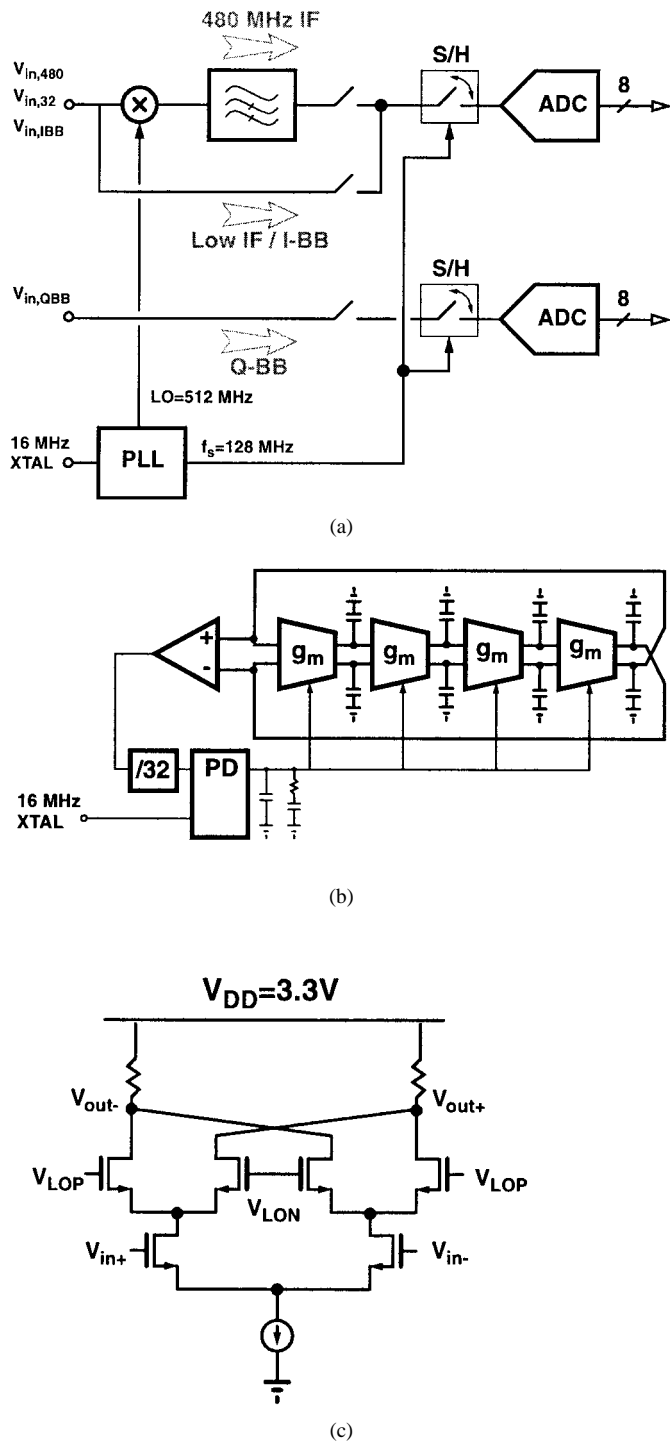 480 MHz IF
V_in,480
V_in,32
V_in,IBB
S/H
ADC
8
Low IF / I-BB
S/H
V_in,QBB
ADC
8
Q-BB
LO=512 MHz
16 MHz
XTAL
PLL
f_s=128 MHz
(a)
+
-
g_m
g_m
g_m
g_m
/32
PD
16 MHz
XTAL
(b)
V_DD=3.3V
V_out-
V_out+
V_LOP
V_LON
V_LOP
V_in+
V_in-
(c)